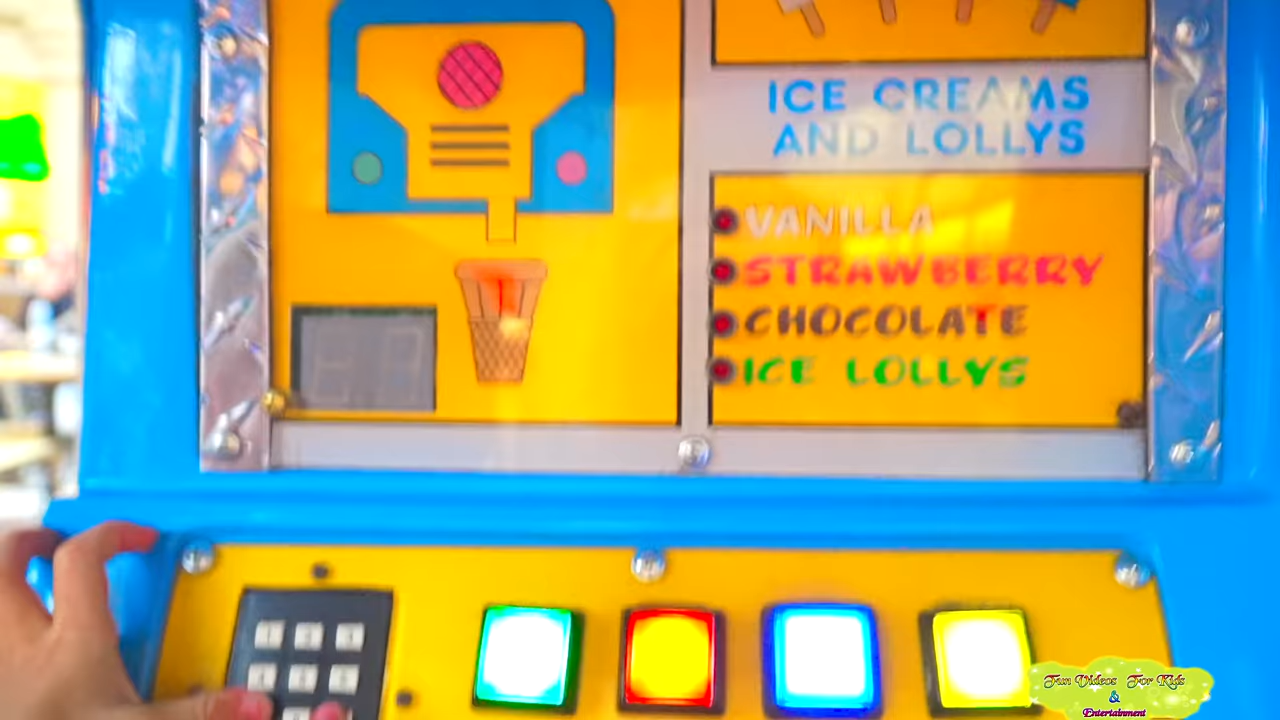 ICE CREAMS
AND LOLLYS
VANILLA
STRAWBERRY
CHOCOLATE
ICE LOLLYS
Fun Videos For Kids
&
Entertainment